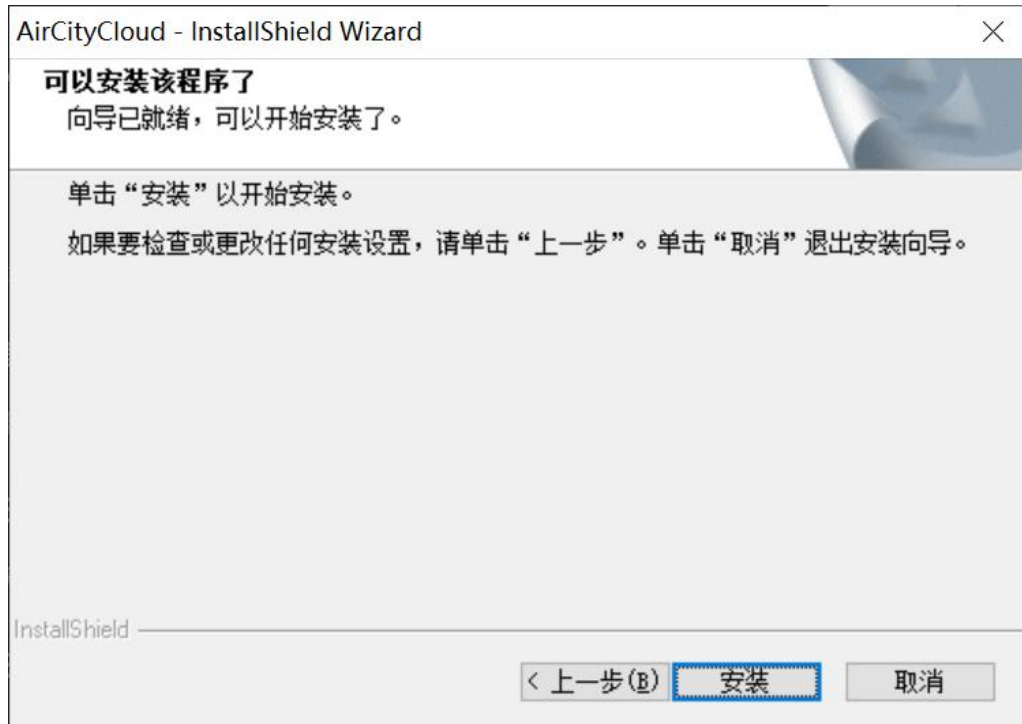 AirCityCloud - InstallShield Wizard
可以安装该程序了
向导已就绪，可以开始安装了。
单击“安装”以开始安装。
如果要检查或更改任何安装设置，请单击“上一步”。单击“取消”退出安装向导。
InstallShield
< 上一步(B) 安装 取消